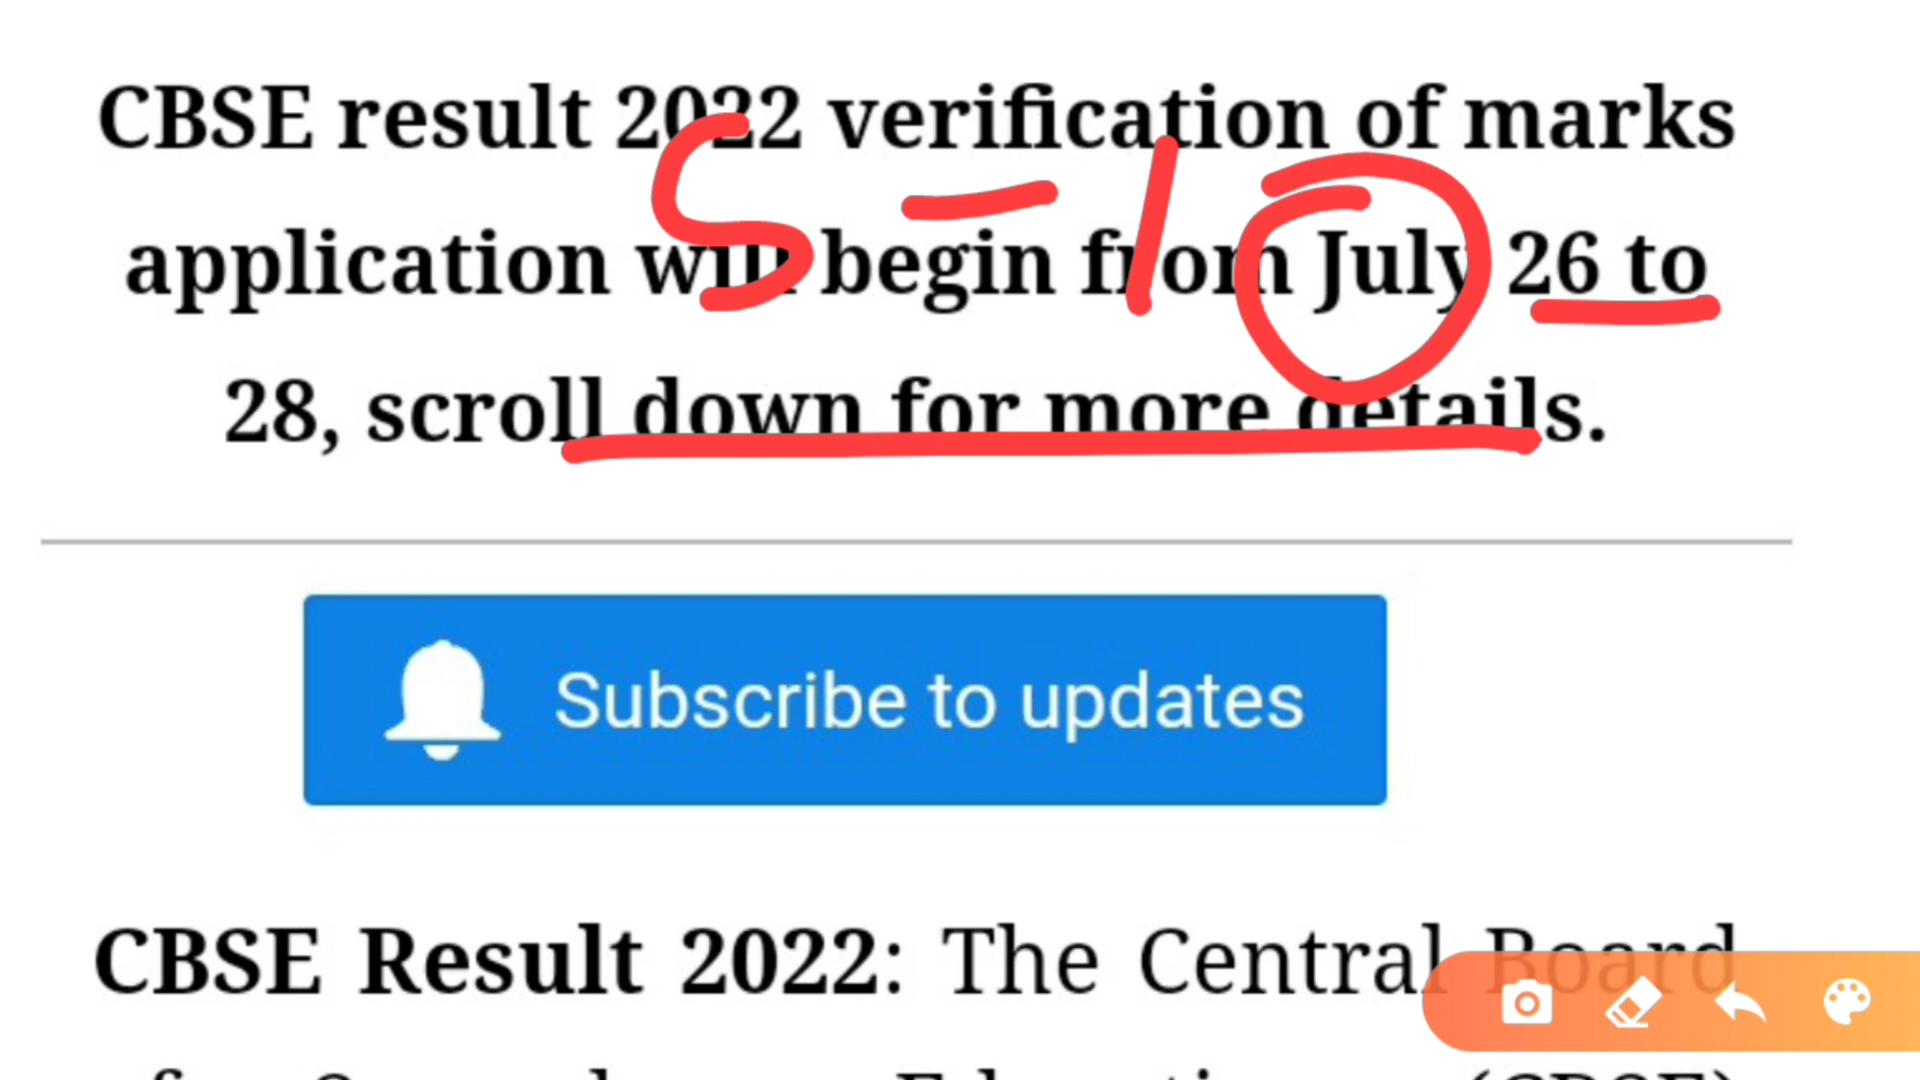 CBSE result 2022 verification of marks
application will begin from July 26 to
28, scroll down for more details.
5 - 1
Subscribe to updates
CBSE Result 2022: The Central Board